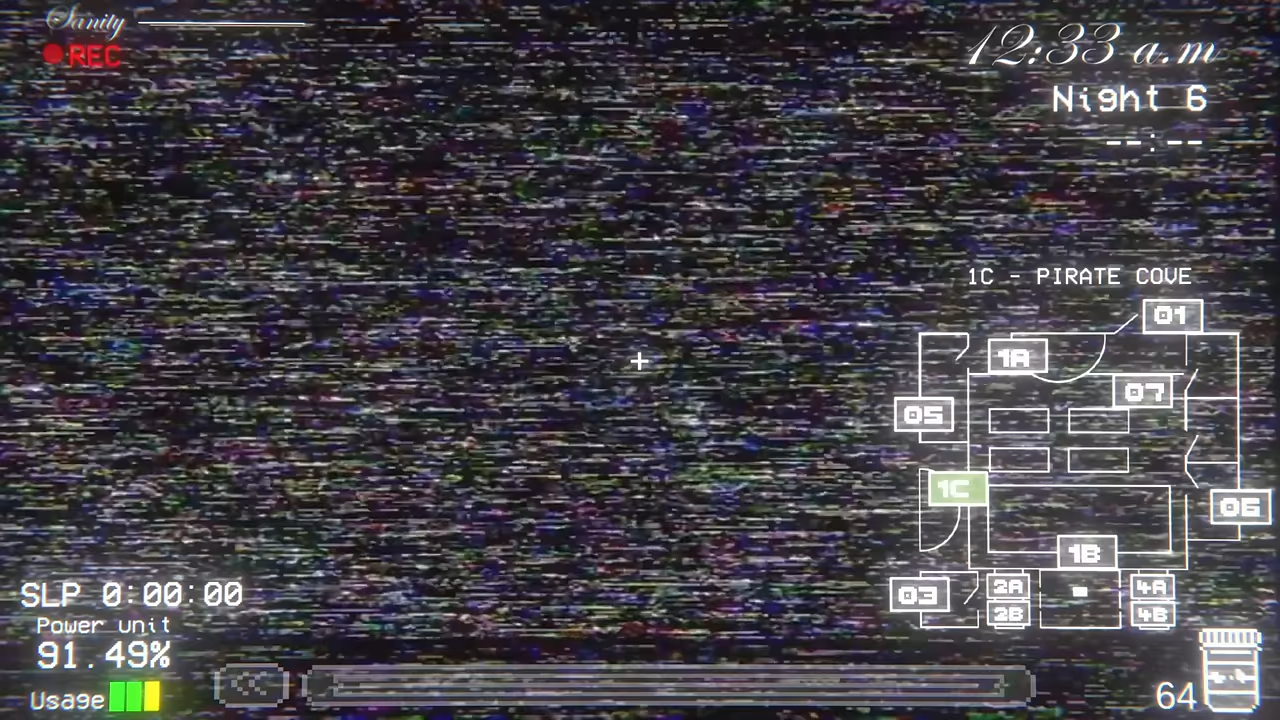 Sanity
REC
12:33 a.m
Night 6
--:--
1C - PIRATE COVE
01
1A
07
05
1C
06
1B
03
2A
4A
2B
4B
SLP 0:00:00
Power unit
91.49%
Usage
<<
64